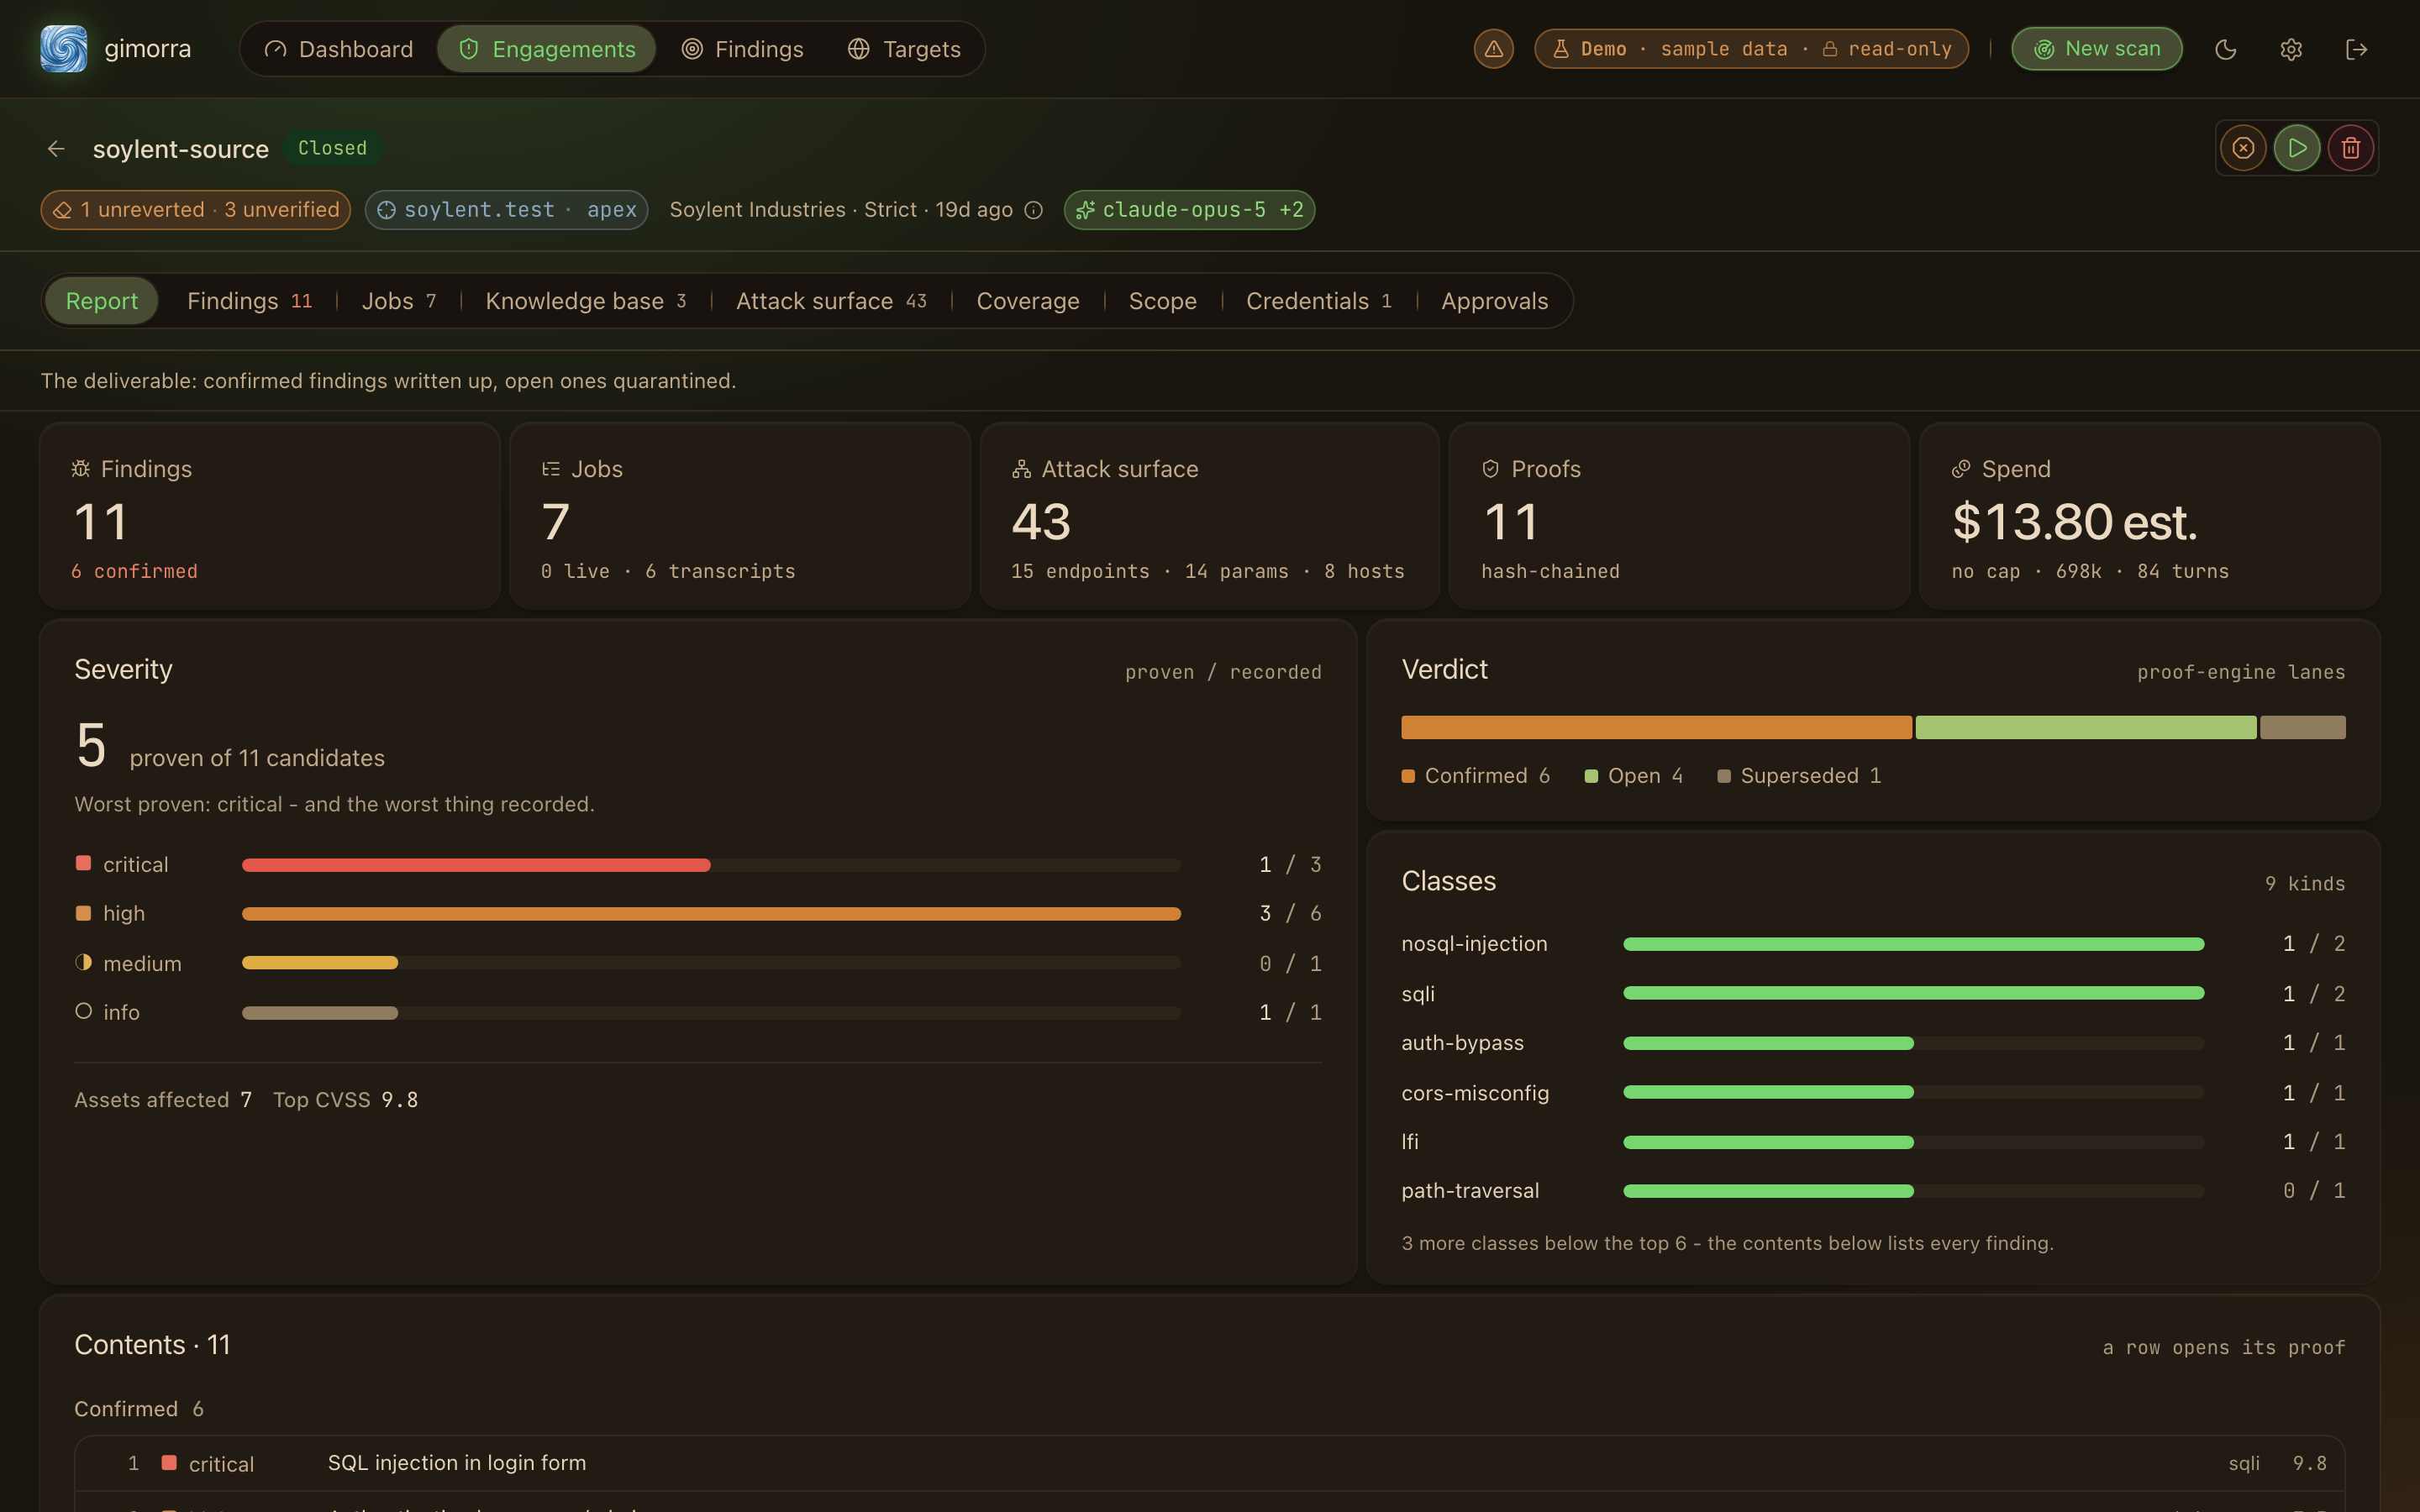 gimorra
Dashboard
Engagements
Findings
Targets
Demo · sample data · read-only
New scan
soylent-source
Closed
1 unreverted · 3 unverified
soylent.test · apex
Soylent Industries · Strict · 19d ago
claude-opus-5 +2
Report
Findings 11
Jobs 7
Knowledge base 3
Attack surface 43
Coverage
Scope
Credentials 1
Approvals
The deliverable: confirmed findings written up, open ones quarantined.
Findings
11
6 confirmed
Jobs
7
0 live · 6 transcripts
Attack surface
43
15 endpoints · 14 params · 8 hosts
Proofs
11
hash-chained
Spend
$13.80 est.
no cap · 698k · 84 turns
Severity
proven / recorded
5 proven of 11 candidates
Worst proven: critical - and the worst thing recorded.
critical 1 / 3
high 3 / 6
medium 0 / 1
info 1 / 1
Assets affected 7 Top CVSS 9.8
Verdict
proof-engine lanes
Confirmed 6 Open 4 Superseded 1
Classes
9 kinds
nosql-injection 1 / 2
sqli 1 / 2
auth-bypass 1 / 1
cors-misconfig 1 / 1
lfi 1 / 1
path-traversal 0 / 1
3 more classes below the top 6 - the contents below lists every finding.
Contents · 11
a row opens its proof
Confirmed 6
1 critical SQL injection in login form sqli 9.8